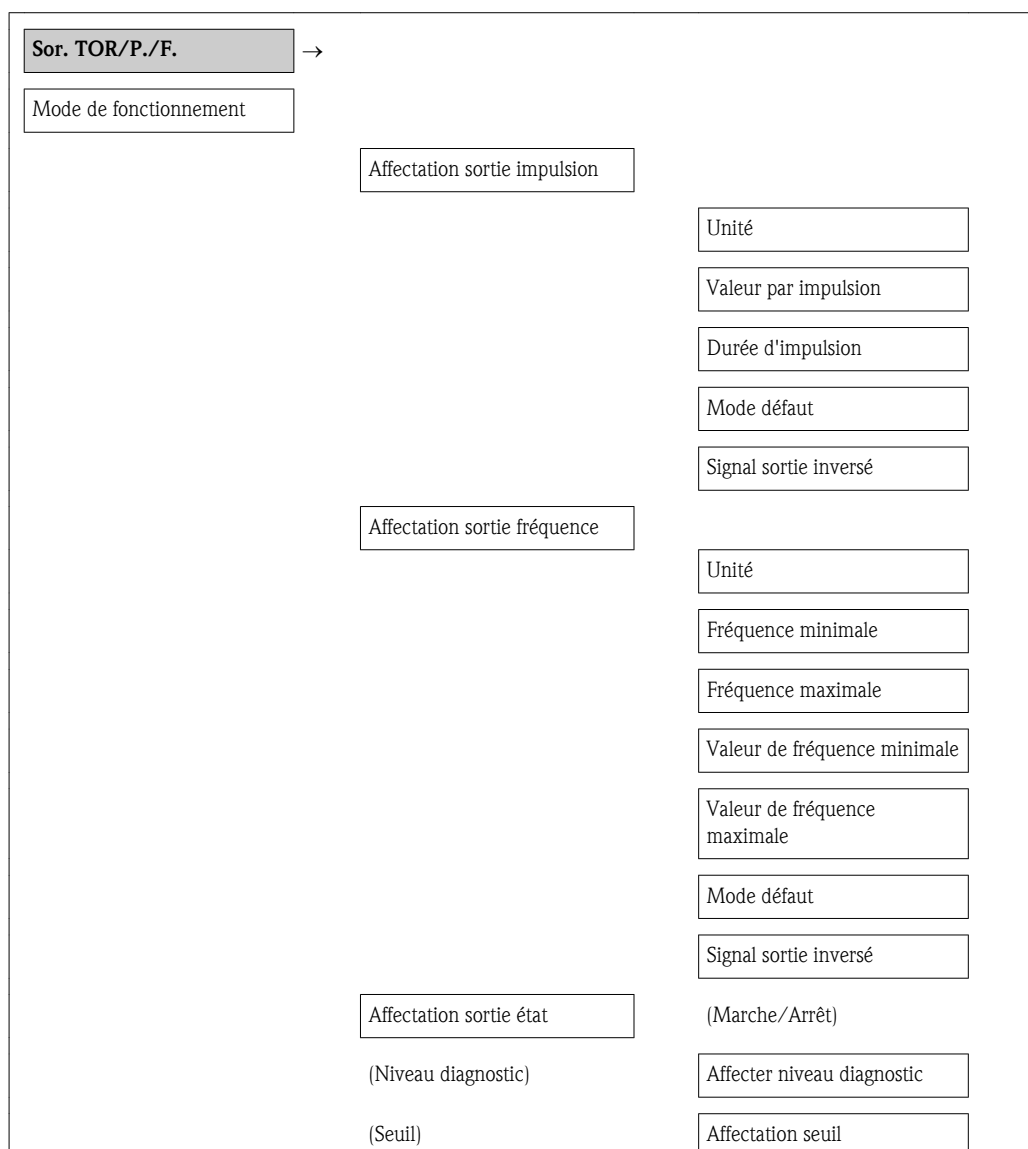 Sor. TOR/P./F. →
Mode de fonctionnement
Affectation sortie impulsion
Unité
Valeur par impulsion
Durée d'impulsion
Mode défaut
Signal sortie inversé
Affectation sortie fréquence
Unité
Fréquence minimale
Fréquence maximale
Valeur de fréquence minimale
Valeur de fréquence
maximale
Mode défaut
Signal sortie inversé
Affectation sortie état (Marche/Arrêt)
(Niveau diagnostic) Affecter niveau diagnostic
(Seuil) Affectation seuil